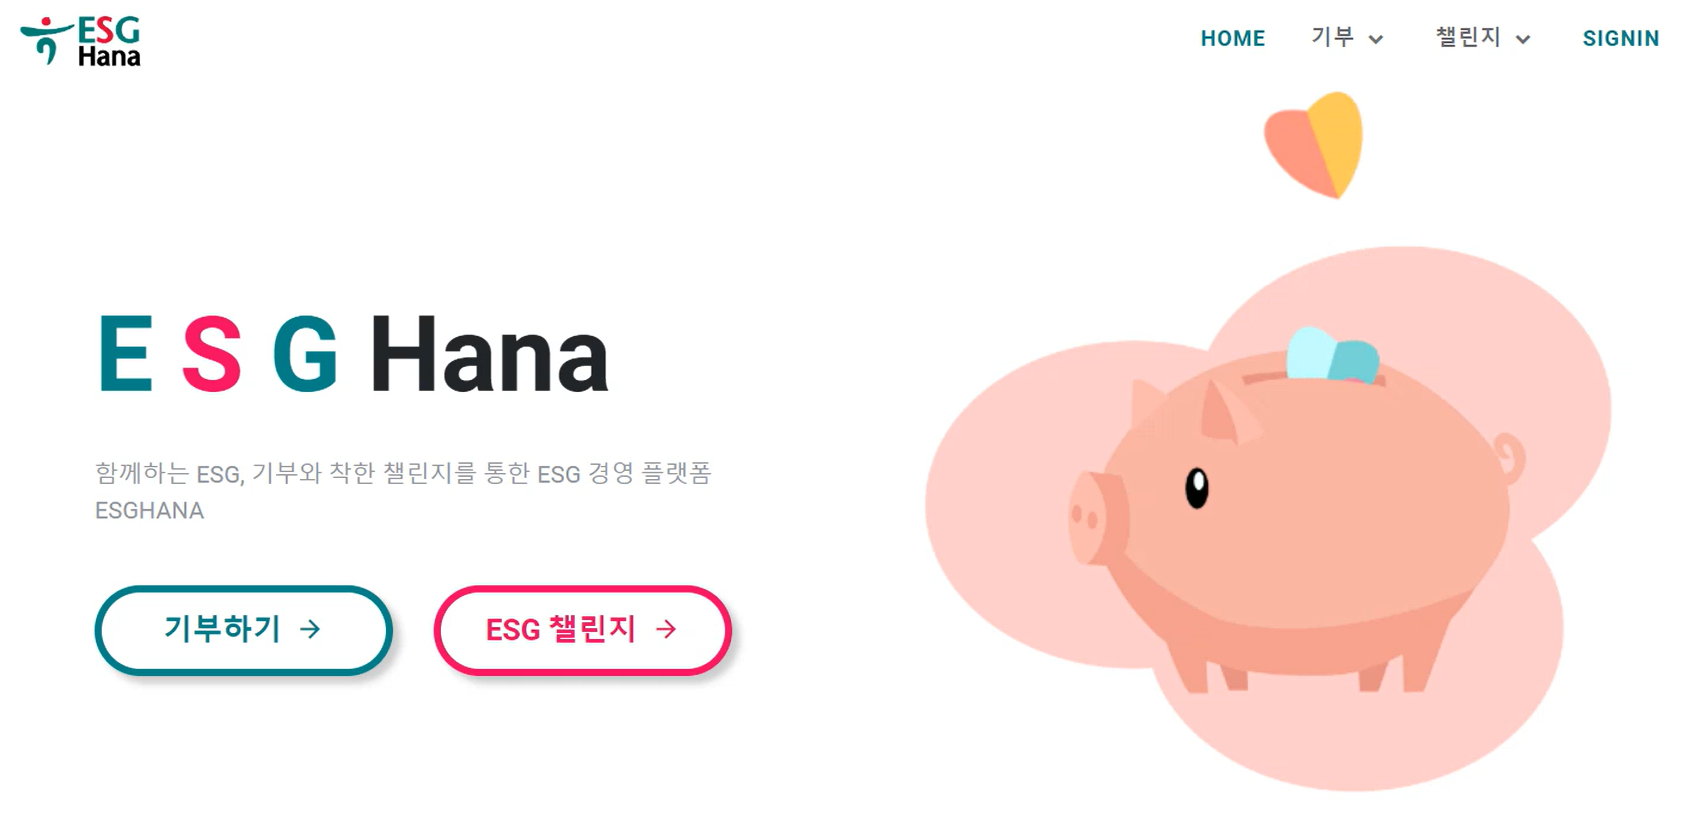 ESG
Hana
HOME
기부
챌린지
SIGNIN
E S G Hana
함께하는 ESG, 기부와 착한 챌린지를 통한 ESG 경영 플랫폼
ESGHANA
기부하기 →
ESG 챌린지 →